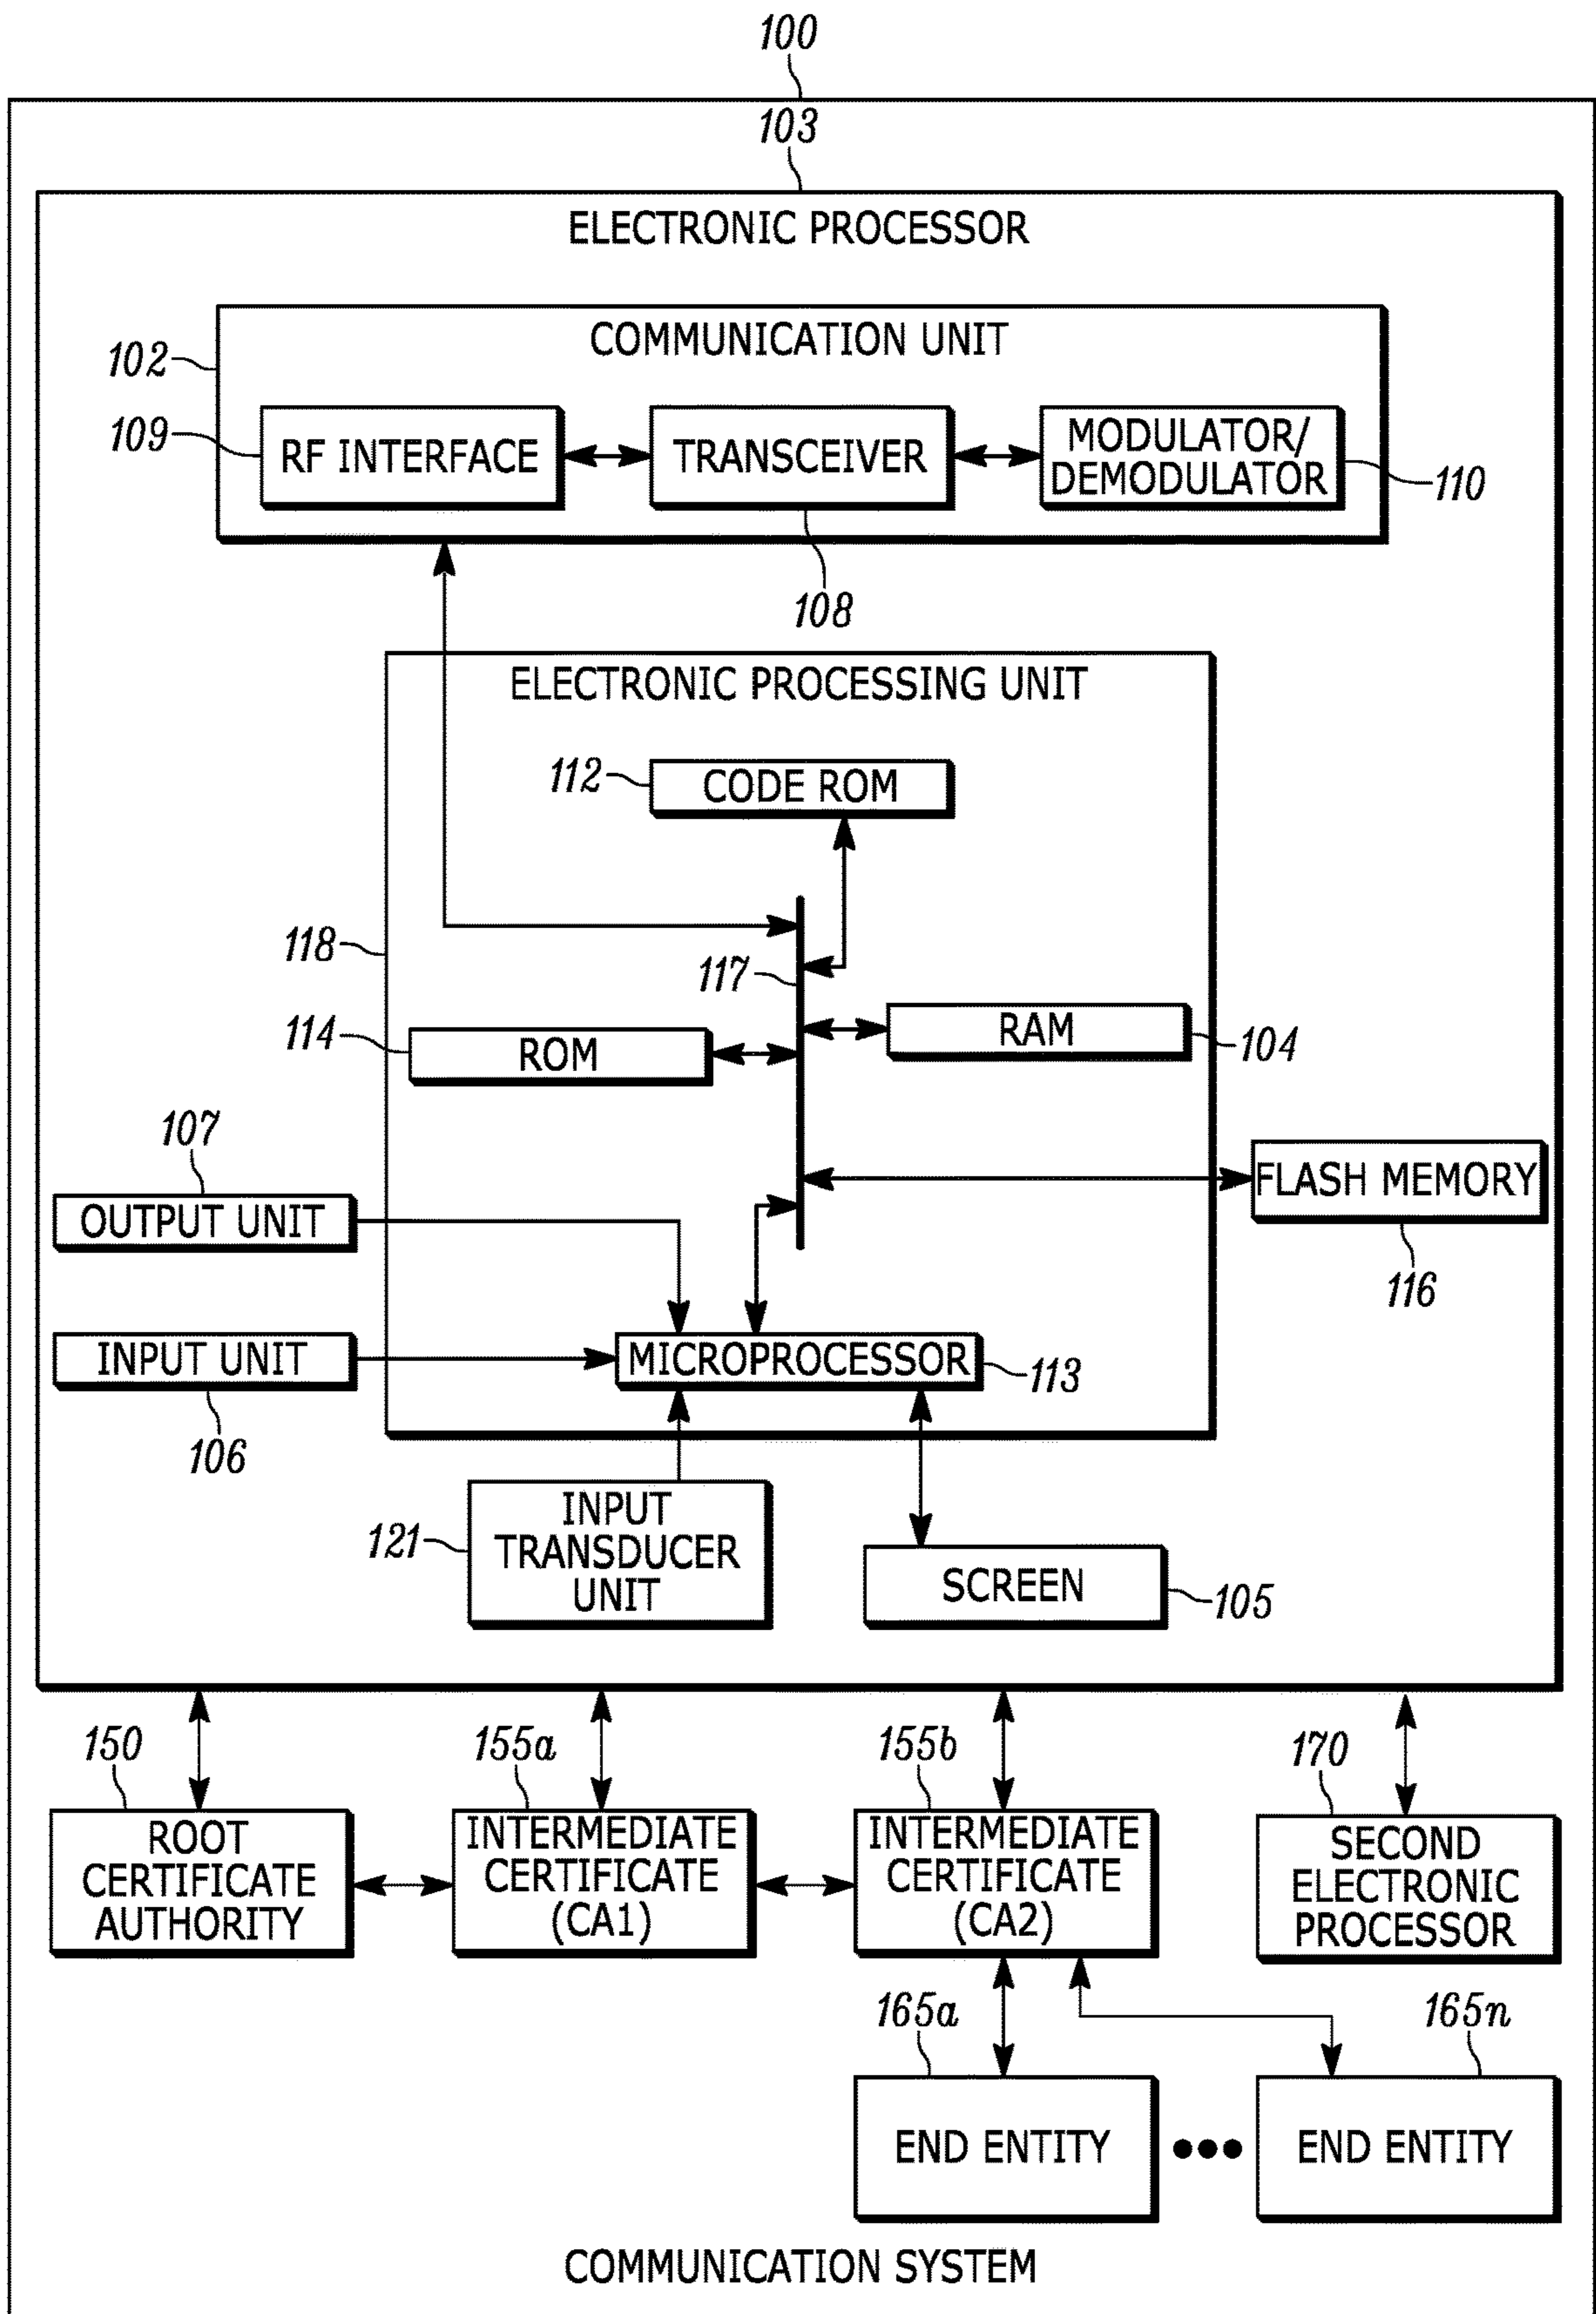 100
103
ELECTRONIC PROCESSOR
COMMUNICATION UNIT
102
109
RF INTERFACE
TRANSCEIVER
MODULATOR/
DEMODULATOR
110
108
ELECTRONIC PROCESSING UNIT
112
CODE ROM
118
117
114
ROM
RAM
104
107
OUTPUT UNIT
FLASH MEMORY
116
INPUT UNIT
106
MICROPROCESSOR
113
121
INPUT
TRANSDUCER
UNIT
SCREEN
105
150
155a
155b
170
ROOT
CERTIFICATE
AUTHORITY
INTERMEDIATE
CERTIFICATE
(CA1)
INTERMEDIATE
CERTIFICATE
(CA2)
SECOND
ELECTRONIC
PROCESSOR
165a
165n
END ENTITY
END ENTITY
COMMUNICATION SYSTEM